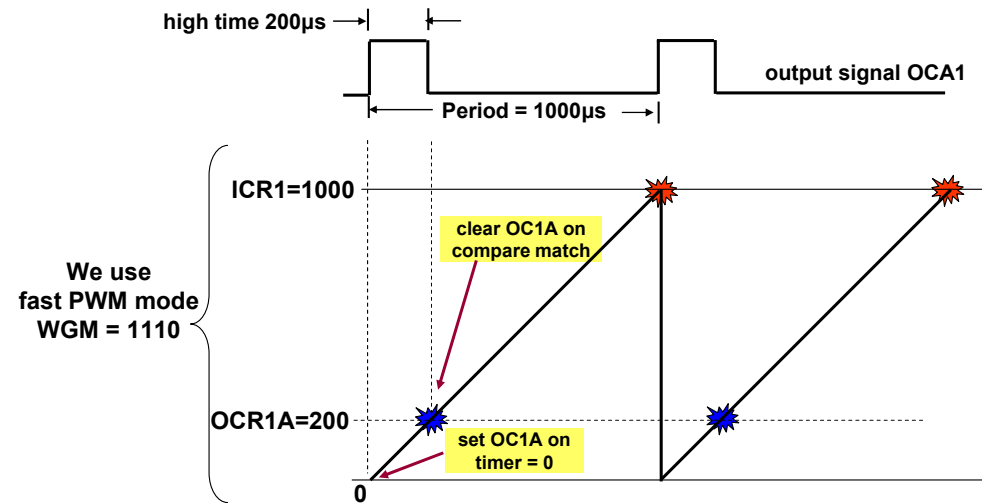 high time 200µs
output signal OCA1
Period = 1000µs
ICR1=1000
clear OC1A on
compare match
We use
fast PWM mode
WGM = 1110
OCR1A=200
set OC1A on
timer = 0
0